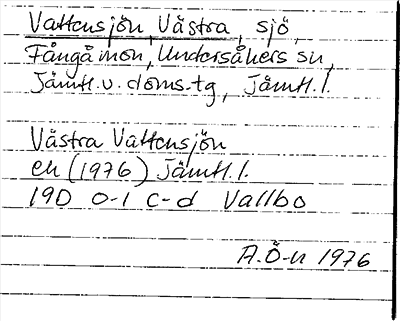 Vattensjön, Västra, sjö,
Fångåmon, Undersåkers sn,
Jämtl. v. doms.tg, Jämtl. l.
Västra Vattensjön
ek (1976) Jämtl. l.
19D 0-1 c-d Vallbo
A.Ö-n 1976